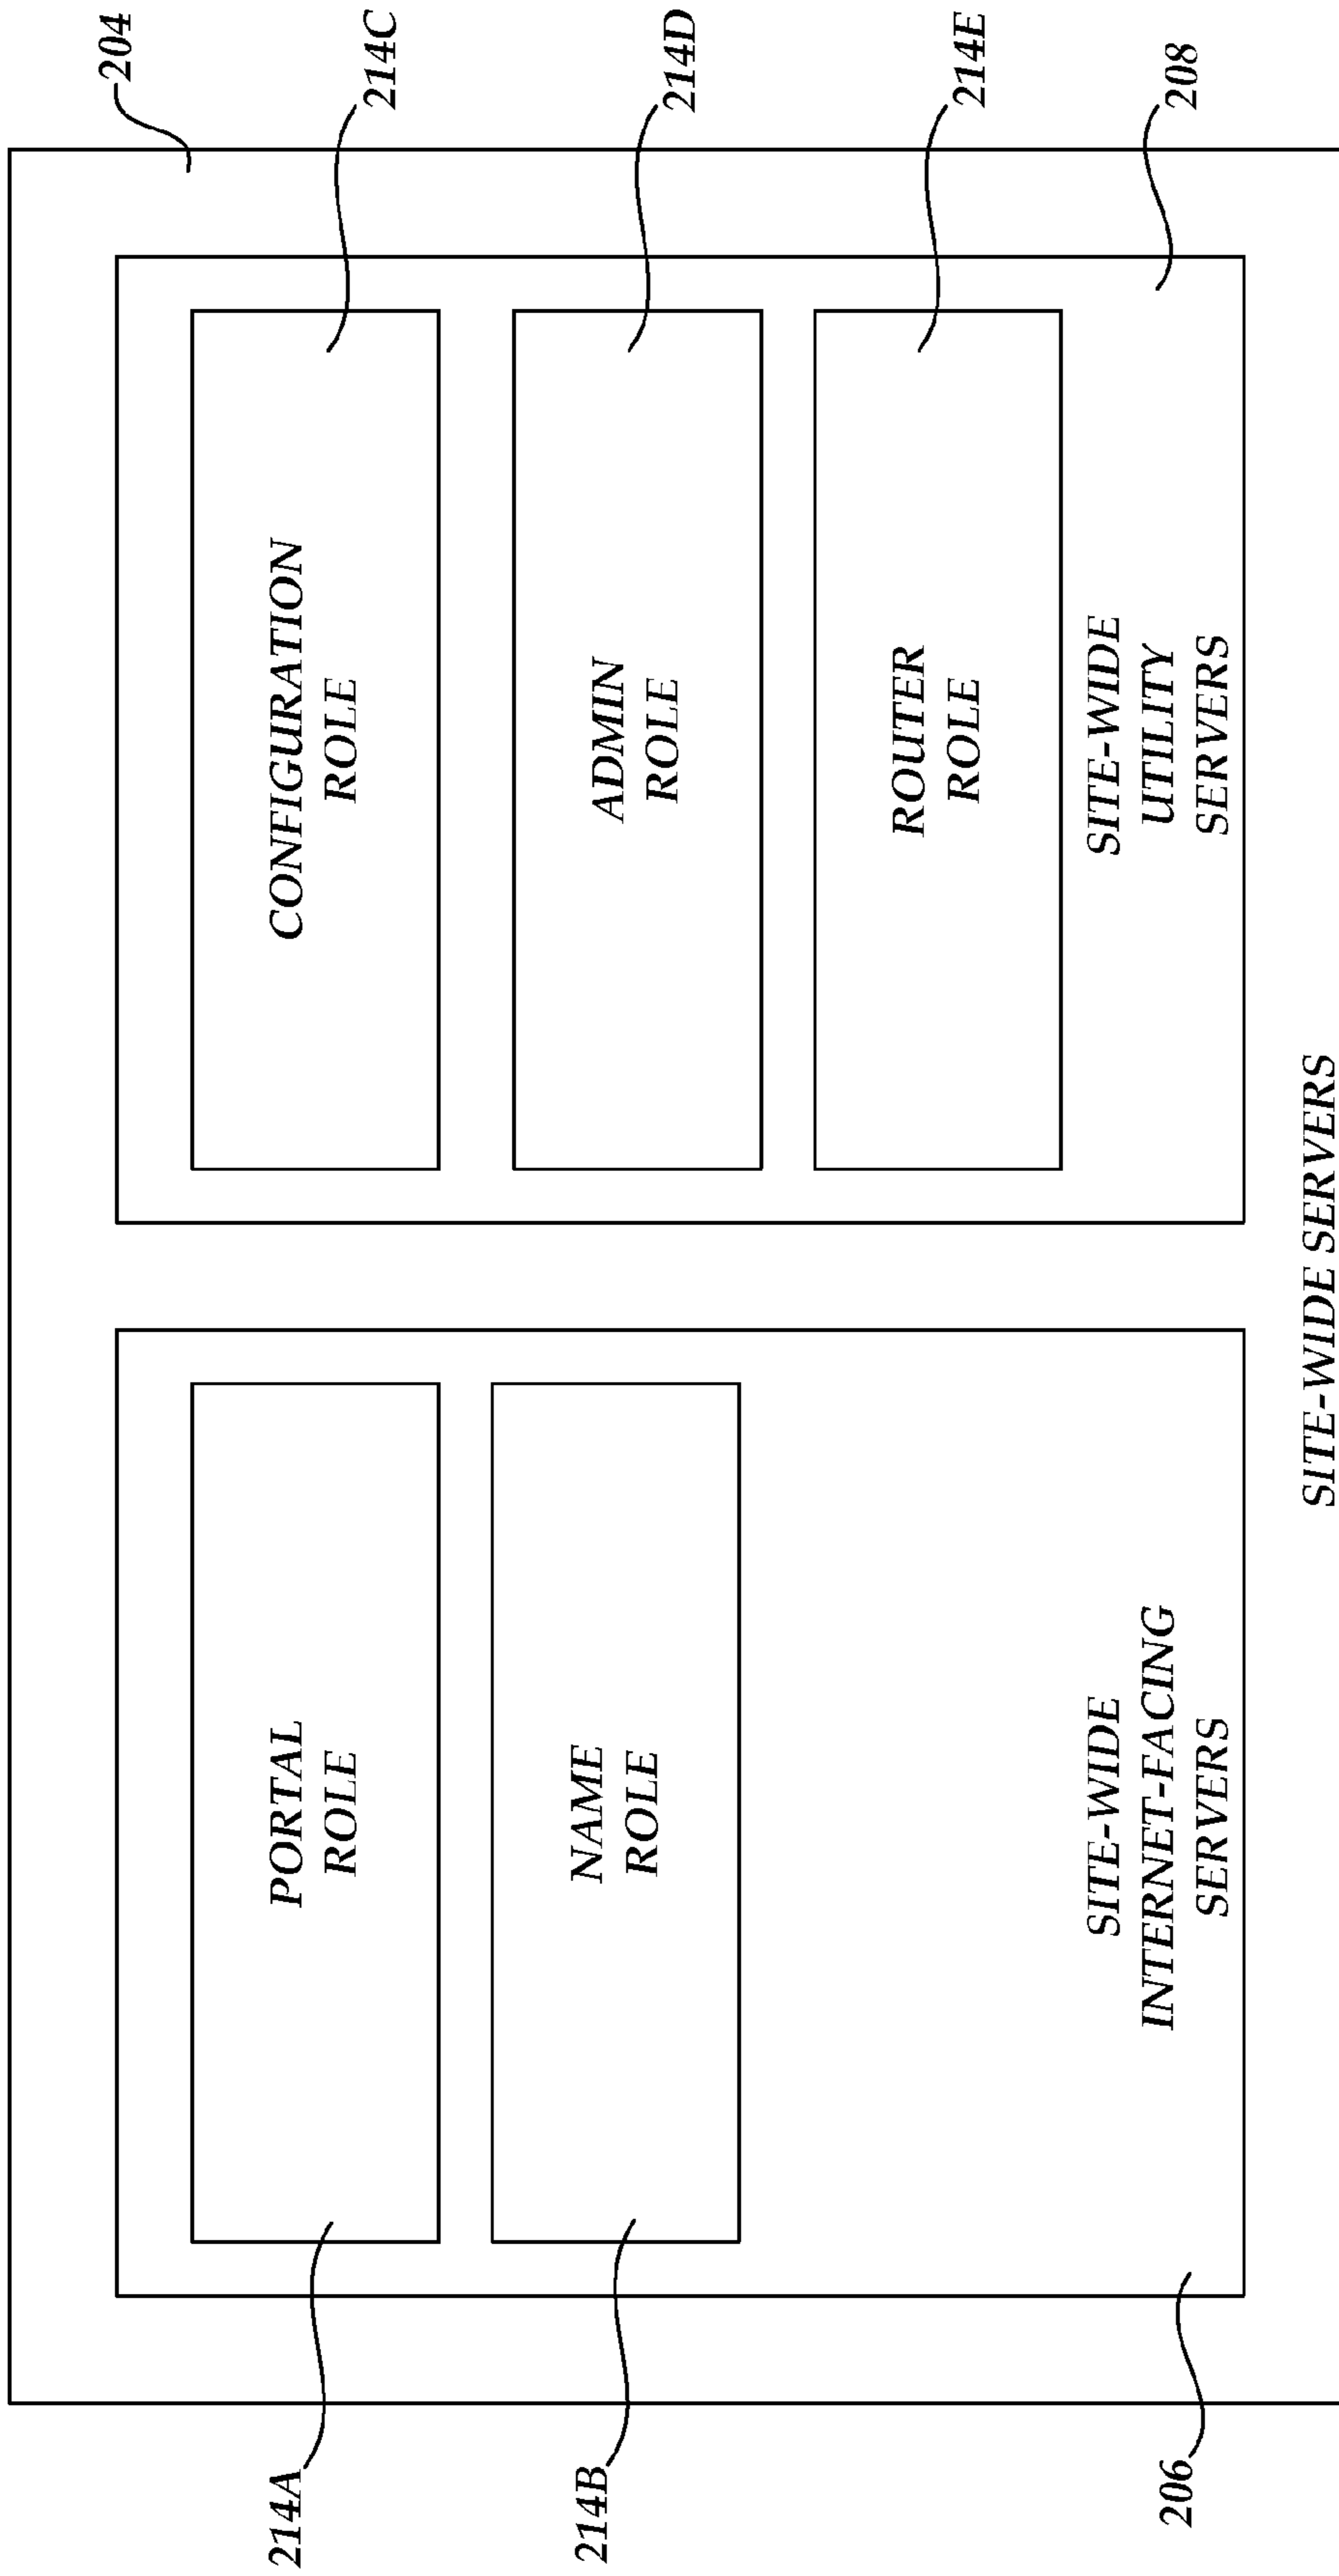 204
214A
PORTAL
ROLE
CONFIGURATION
ROLE
214C
214B
NAME
ROLE
ADMIN
ROLE
214D
ROUTER
ROLE
214E
206
SITE-WIDE
INTERNET-FACING
SERVERS
SITE-WIDE
UTILITY
SERVERS
208
SITE-WIDE SERVERS